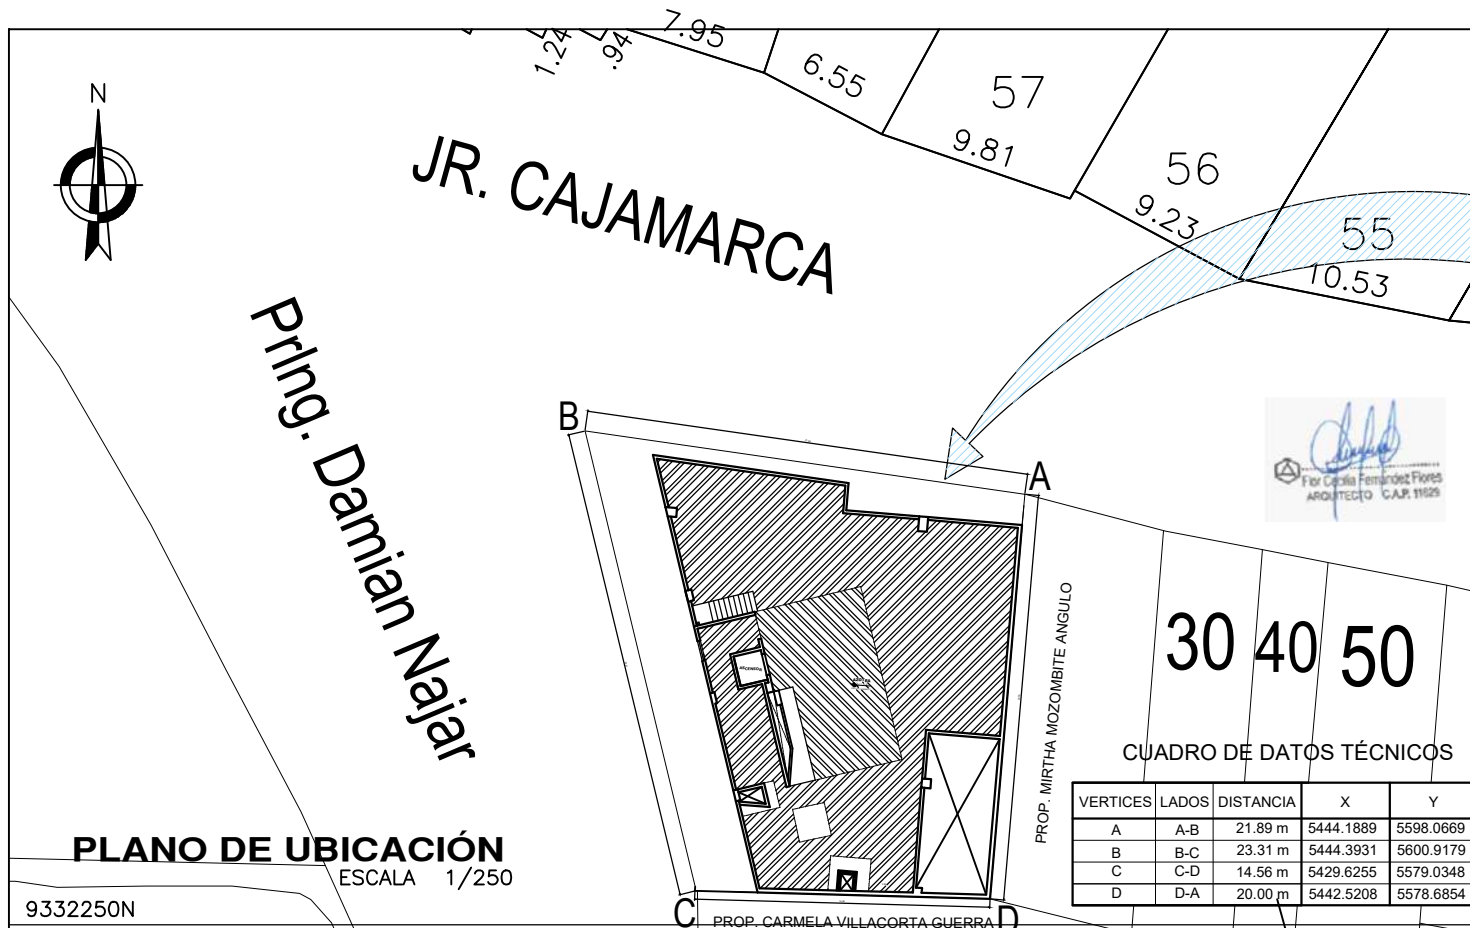 7.95
1.24
.94
6.55
57
9.81
56
9.23
55
10.53
N
JR. CAJAMARCA
Prlng. Damian Najar
B
A
Flor Cecilia Fernández Flores
ARQUITECTO C.A.P. 11629
PROP. MIRTHA MOZOMBITE ANGULO
30
40
50
CUADRO DE DATOS TÉCNICOS
VERTICES LADOS DISTANCIA X Y
A A-B 21.89 m 5444.1889 5598.0669
B B-C 23.31 m 5444.3931 5600.9179
C C-D 14.56 m 5429.6255 5579.0348
D D-A 20.00 m 5442.5208 5578.6854
PLANO DE UBICACIÓN
ESCALA 1/250
9332250N
C
PROP. CARMELA VILLACORTA GUERRA
D